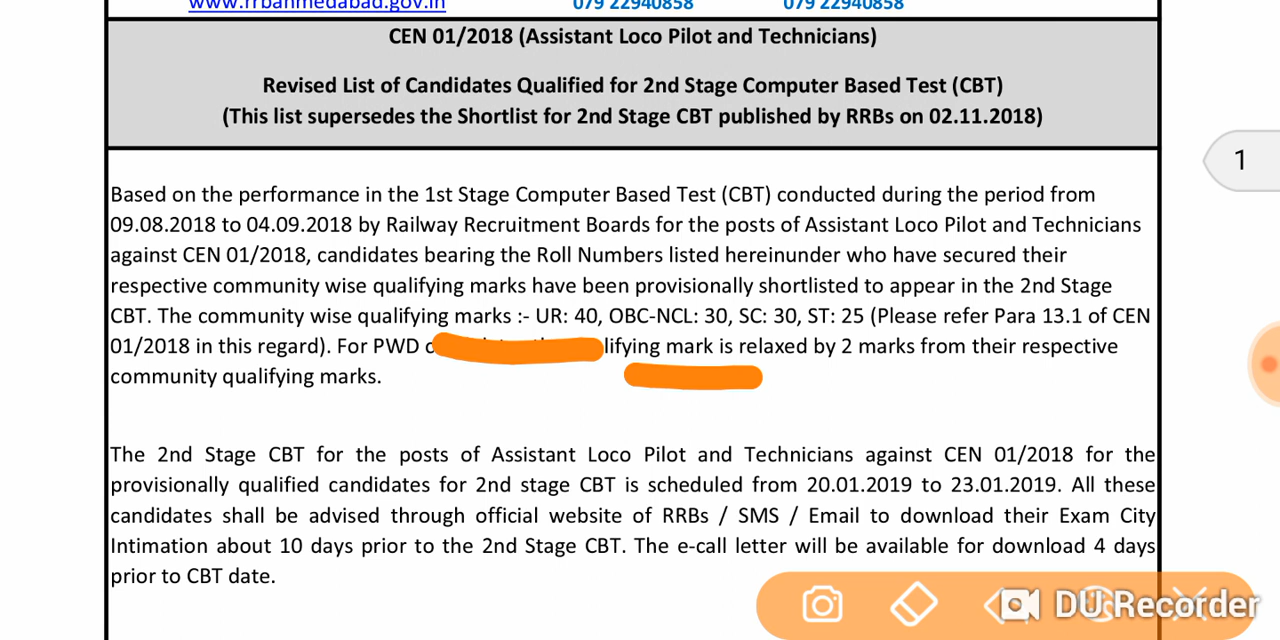 www.rrbahmedabad.gov.in 079 22940858 079 22940858
CEN 01/2018 (Assistant Loco Pilot and Technicians)
Revised List of Candidates Qualified for 2nd Stage Computer Based Test (CBT)
(This list supersedes the Shortlist for 2nd Stage CBT published by RRBs on 02.11.2018)
1
Based on the performance in the 1st Stage Computer Based Test (CBT) conducted during the period from
09.08.2018 to 04.09.2018 by Railway Recruitment Boards for the posts of Assistant Loco Pilot and Technicians
against CEN 01/2018, candidates bearing the Roll Numbers listed hereinunder who have secured their
respective community wise qualifying marks have been provisionally shortlisted to appear in the 2nd Stage
CBT. The community wise qualifying marks :- UR: 40, OBC-NCL: 30, SC: 30, ST: 25 (Please refer Para 13.1 of CEN
01/2018 in this regard). For PWD c lifying mark is relaxed by 2 marks from their respective
community qualifying marks.
The 2nd Stage CBT for the posts of Assistant Loco Pilot and Technicians against CEN 01/2018 for the
provisionally qualified candidates for 2nd stage CBT is scheduled from 20.01.2019 to 23.01.2019. All these
candidates shall be advised through official website of RRBs / SMS / Email to download their Exam City
Intimation about 10 days prior to the 2nd Stage CBT. The e-call letter will be available for download 4 days
prior to CBT date.
DU Recorder